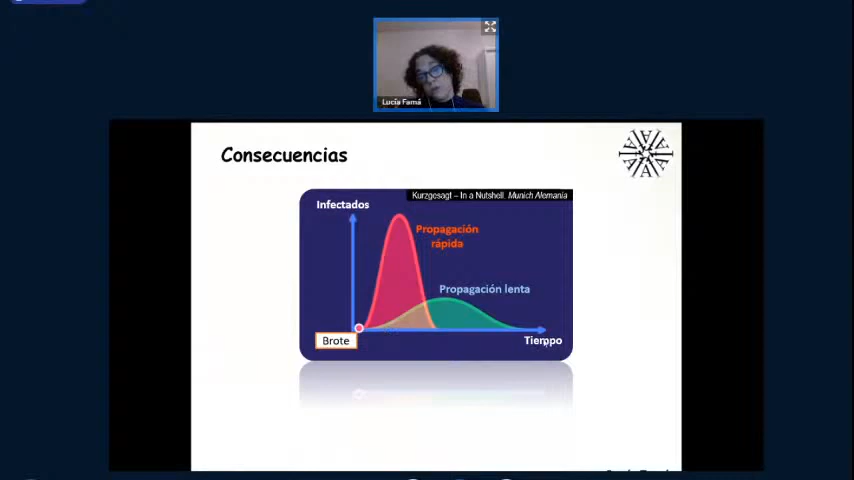 Lucía Famá
Consecuencias
Kurzgesagt – In a Nutshell. Munich Alemania
Infectados
Propagación
rápida
Propagación lenta
Brote
Tiempo